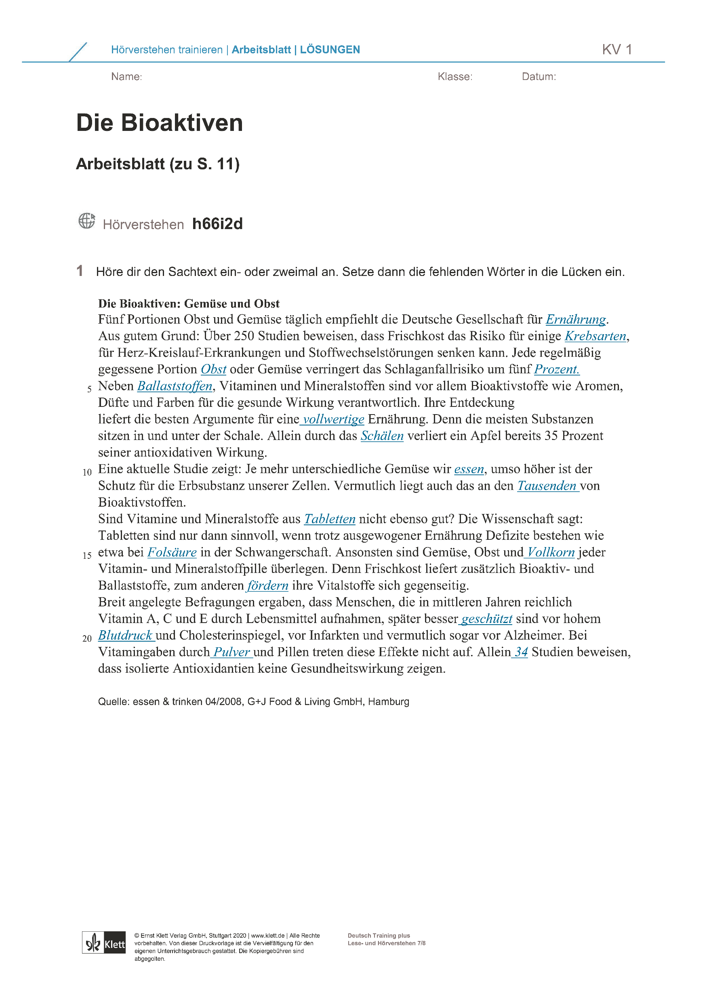 Hörverstehen trainieren | Arbeitsblatt | LÖSUNGEN KV 1
Name: Klasse: Datum:
Die Bioaktiven
Arbeitsblatt (zu S. 11)
Hörverstehen h66i2d
1 Höre dir den Sachtext ein- oder zweimal an. Setze dann die fehlenden Wörter in die Lücken ein.
Die Bioaktiven: Gemüse und Obst
Fünf Portionen Obst und Gemüse täglich empfiehlt die Deutsche Gesellschaft für Ernährung.
Aus gutem Grund: Über 250 Studien beweisen, dass Frischkost das Risiko für einige Krebsarten,
für Herz-Kreislauf-Erkrankungen und Stoffwechselstörungen senken kann. Jede regelmäßig
gegessene Portion Obst oder Gemüse verringert das Schlaganfallrisiko um fünf Prozent.
5 Neben Ballaststoffen, Vitaminen und Mineralstoffen sind vor allem Bioaktivstoffe wie Aromen,
Düfte und Farben für die gesunde Wirkung verantwortlich. Ihre Entdeckung
liefert die besten Argumente für eine vollwertige Ernährung. Denn die meisten Substanzen
sitzen in und unter der Schale. Allein durch das Schälen verliert ein Apfel bereits 35 Prozent
seiner antioxidativen Wirkung.
10 Eine aktuelle Studie zeigt: Je mehr unterschiedliche Gemüse wir essen, umso höher ist der
Schutz für die Erbsubstanz unserer Zellen. Vermutlich liegt auch das an den Tausenden von
Bioaktivstoffen.
Sind Vitamine und Mineralstoffe aus Tabletten nicht ebenso gut? Die Wissenschaft sagt:
Tabletten sind nur dann sinnvoll, wenn trotz ausgewogener Ernährung Defizite bestehen wie
15 etwa bei Folsäure in der Schwangerschaft. Ansonsten sind Gemüse, Obst und Vollkorn jeder
Vitamin- und Mineralstoffpille überlegen. Denn Frischkost liefert zusätzlich Bioaktiv- und
Ballaststoffe, zum anderen fördern ihre Vitalstoffe sich gegenseitig.
Breit angelegte Befragungen ergaben, dass Menschen, die in mittleren Jahren reichlich
Vitamin A, C und E durch Lebensmittel aufnahmen, später besser geschützt sind vor hohem
20 Blutdruck und Cholesterinspiegel, vor Infarkten und vermutlich sogar vor Alzheimer. Bei
Vitamingaben durch Pulver und Pillen treten diese Effekte nicht auf. Allein 34 Studien beweisen,
dass isolierte Antioxidantien keine Gesundheitswirkung zeigen.
Quelle: essen & trinken 04/2008, G+J Food & Living GmbH, Hamburg
Klett
© Ernst Klett Verlag GmbH, Stuttgart 2020 | www.klett.de | Alle Rechte
vorbehalten. Von dieser Druckvorlage ist die Vervielfältigung für den
eigenen Unterrichtsgebrauch gestattet. Die Kopiergebühren sind
abgegolten.
Deutsch Training plus
Lese- und Hörverstehen 7/8